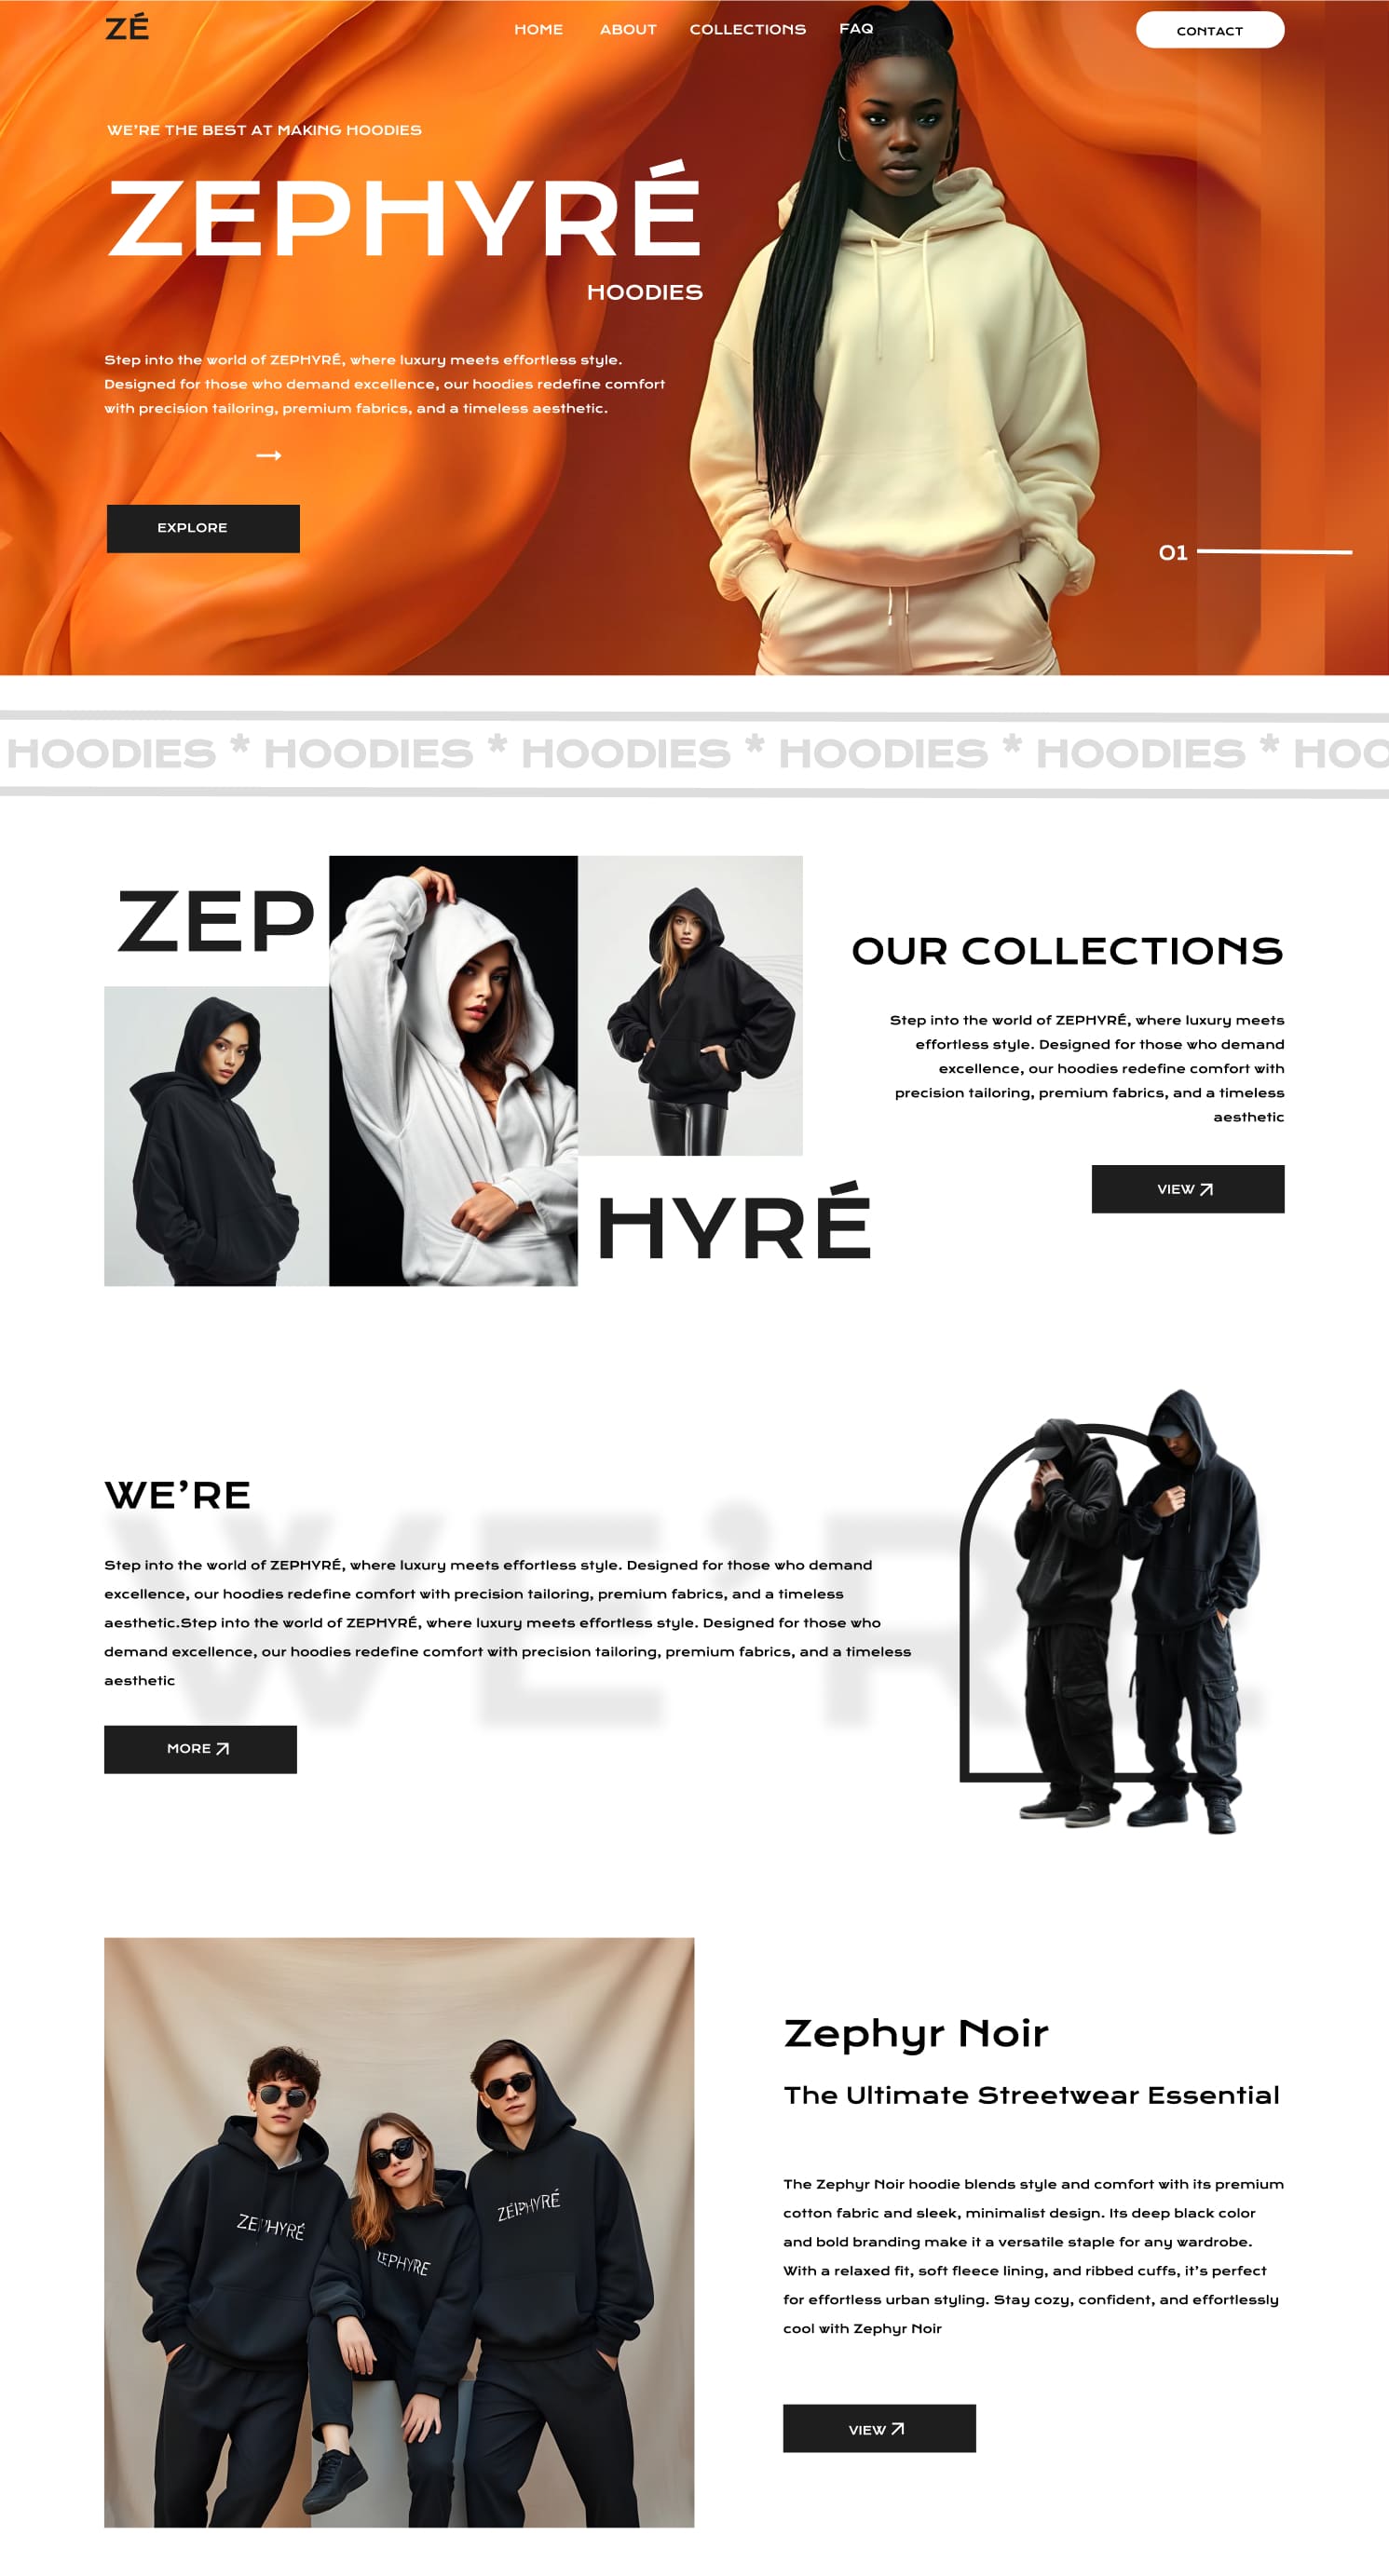 ZÉ
HOME ABOUT COLLECTIONS FAQ
CONTACT
WE'RE THE BEST AT MAKING HOODIES
ZEPHYRÉ
HOODIES
Step into the world of ZEPHYRÉ, where luxury meets effortless style.
Designed for those who demand excellence, our hoodies redefine comfort
with precision tailoring, premium fabrics, and a timeless aesthetic.
EXPLORE
01
HOODIES * HOODIES * HOODIES * HOODIES * HOODIES * HOO
ZEP
HYRÉ
OUR COLLECTIONS
Step into the world of ZEPHYRÉ, where luxury meets
effortless style. Designed for those who demand
excellence, our hoodies redefine comfort with
precision tailoring, premium fabrics, and a timeless
aesthetic
VIEW
WE'RE
WE'RE
Step into the world of ZEPHYRÉ, where luxury meets effortless style. Designed for those who demand
excellence, our hoodies redefine comfort with precision tailoring, premium fabrics, and a timeless
aesthetic.Step into the world of ZEPHYRÉ, where luxury meets effortless style. Designed for those who
demand excellence, our hoodies redefine comfort with precision tailoring, premium fabrics, and a timeless
aesthetic
MORE
ZEPHYRÉ
ZEPHYRE
ZEPHYRÉ
Zephyr Noir
The Ultimate Streetwear Essential
The Zephyr Noir hoodie blends style and comfort with its premium
cotton fabric and sleek, minimalist design. Its deep black color
and bold branding make it a versatile staple for any wardrobe.
With a relaxed fit, soft fleece lining, and ribbed cuffs, it's perfect
for effortless urban styling. Stay cozy, confident, and effortlessly
cool with Zephyr Noir
VIEW